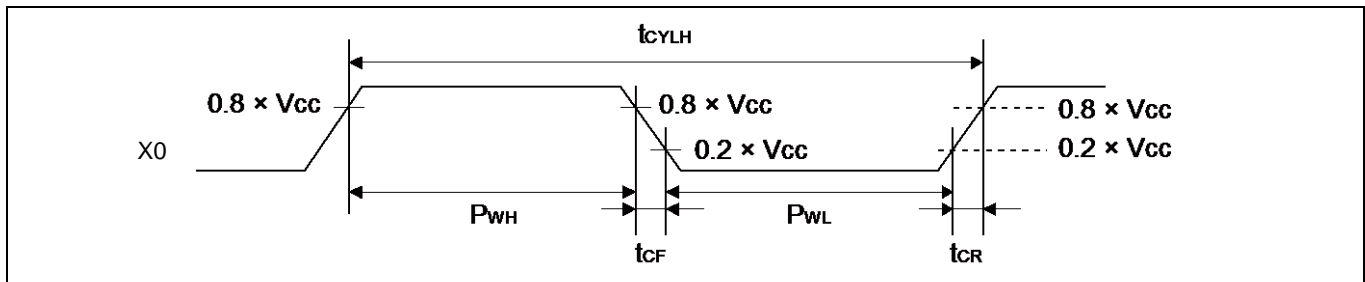 tCYLH
0.8 × Vcc
0.8 × Vcc
0.8 × Vcc
X0
0.2 × Vcc
0.2 × Vcc
PWH
PWL
tCF
tCR